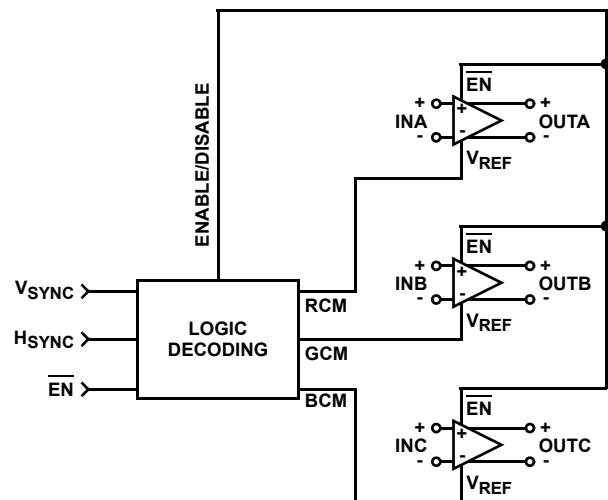 ENABLE/DISABLE
EN
+ + +
INA OUTA
- - -
VREF
EN
+ + +
INB OUTB
- - -
VREF
VSYNC
HSYNC
EN
LOGIC
DECODING
RCM
GCM
BCM
EN
+ + +
INC OUTC
- - -
VREF